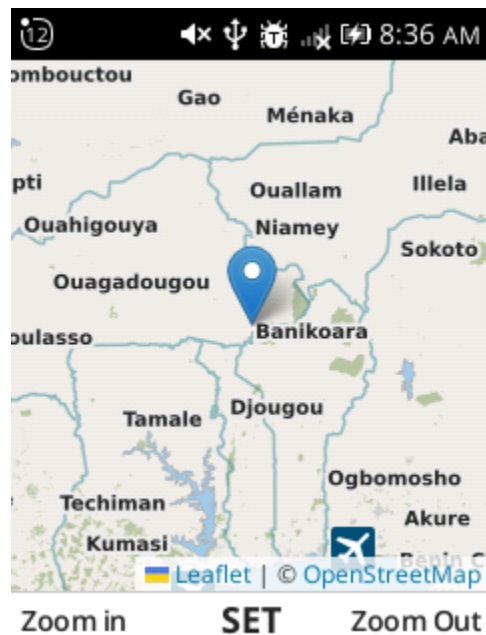 12 8:36 AM
ombouctou
Gao
Ménaka
Aba
pti
Ouallam
Illela
Ouahigouya
Niamey
Sokoto
Ouagadougou
oulasso
Banikoara
Djougou
Tamale
Ogbomosho
Techiman
Akure
Kumasi
Benin C
Leaflet | © OpenStreetMap
Zoom in SET Zoom Out